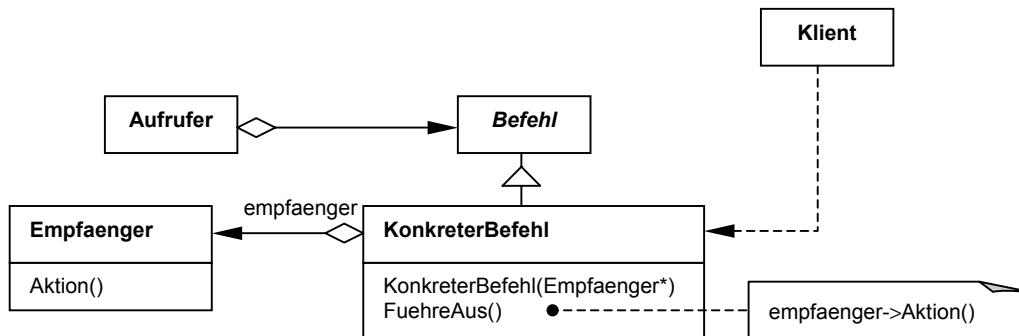 Klient
Aufrufer
Befehl
empfaenger
Empfaenger
KonkreterBefehl
Aktion()
KonkreterBefehl(Empfaenger*)
FuehreAus()
empfaenger->Aktion()